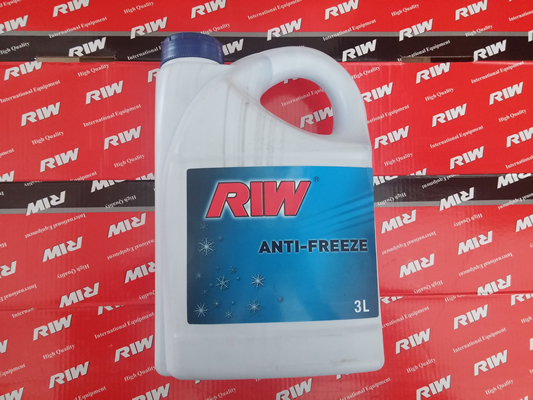 RIW®
ANTI-FREEZE
3L
RIW
International Equipment
High Quality